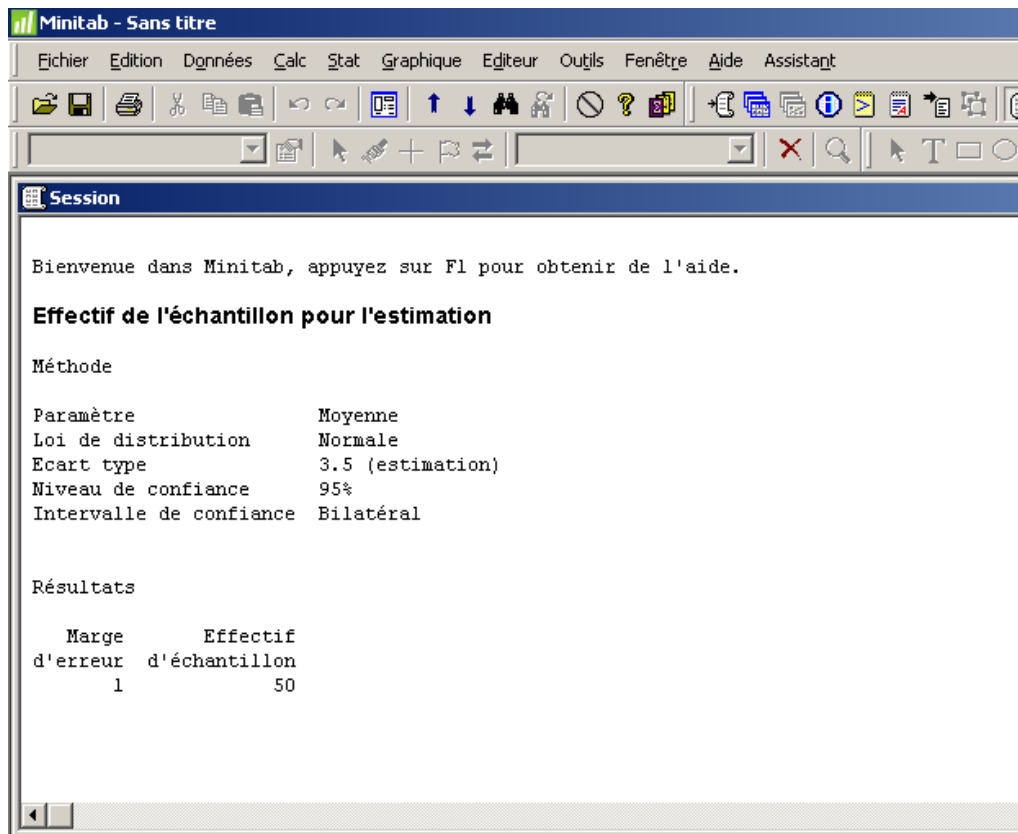 Minitab - Sans titre
Fichier Edition Données Calc Stat Graphique Editeur Outils Fenêtre Aide Assistant
Session
Bienvenue dans Minitab, appuyez sur F1 pour obtenir de l'aide.
Effectif de l'échantillon pour l'estimation
Méthode
Paramètre Moyenne
Loi de distribution Normale
Ecart type 3.5 (estimation)
Niveau de confiance 95%
Intervalle de confiance Bilatéral
Résultats
Marge Effectif
d'erreur d'échantillon
1 50